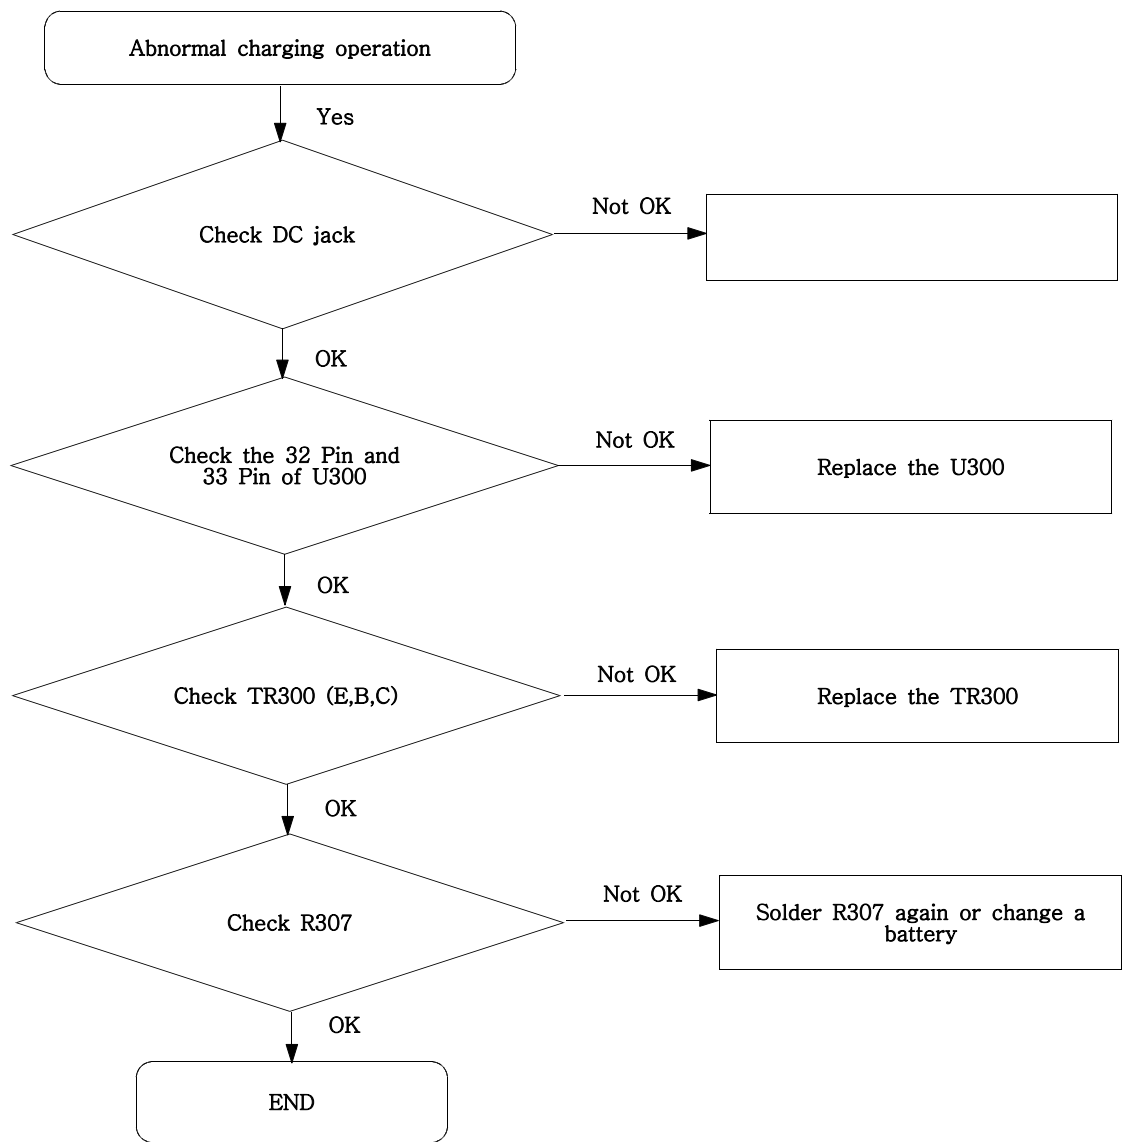 Abnormal charging operation
Yes
Check DC jack
Not OK
OK
Check the 32 Pin and
33 Pin of U300
Not OK
Replace the U300
OK
Check TR300 (E,B,C)
Not OK
Replace the TR300
OK
Check R307
Not OK
Solder R307 again or change a
battery
OK
END